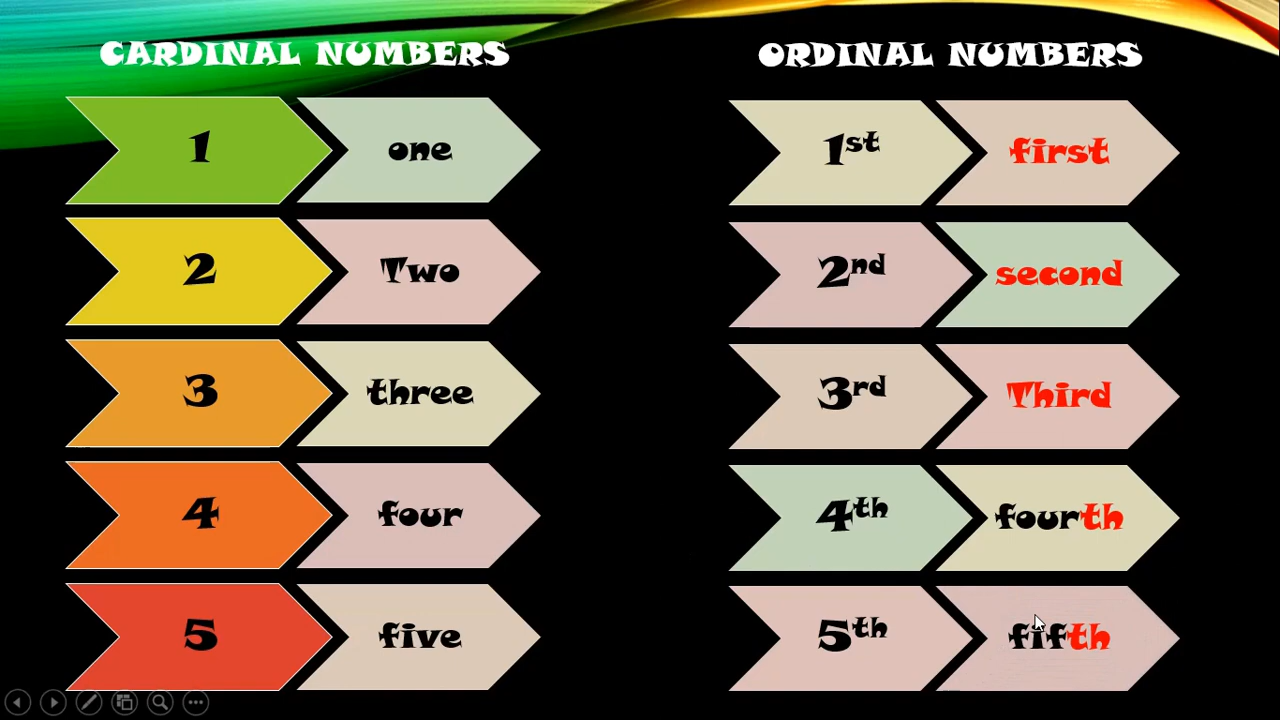 CARDINAL NUMBERS
1 one
2 Two
3 three
4 four
5 five
ORDINAL NUMBERS
1st first
2nd second
3rd Third
4th fourth
5th fifth